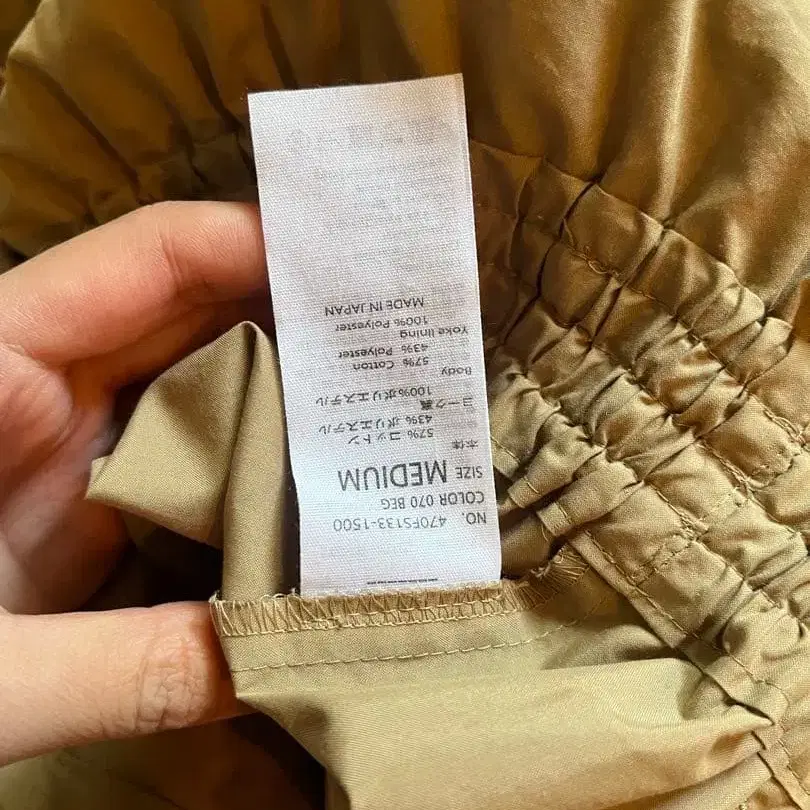 NO. 470FS133-1500
COLOR 070 BEG
SIZE MEDIUM
本体
57% コットン
43% ポリエステル
ヨーク裏
100%ポリエステル
Body
57% Cotton
43% Polyester
Yoke lining
100% Polyester
MADE IN JAPAN